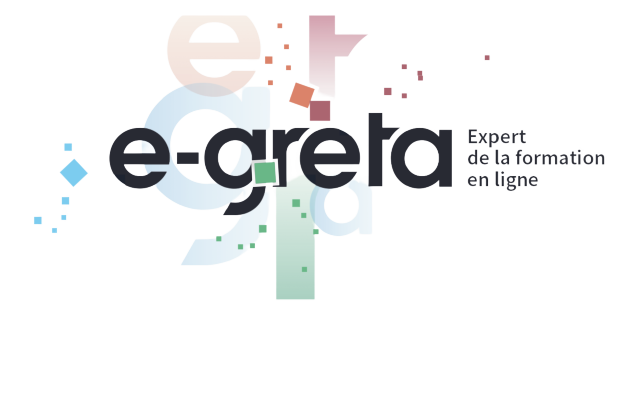 e-greta
Expert
de la formation
en ligne